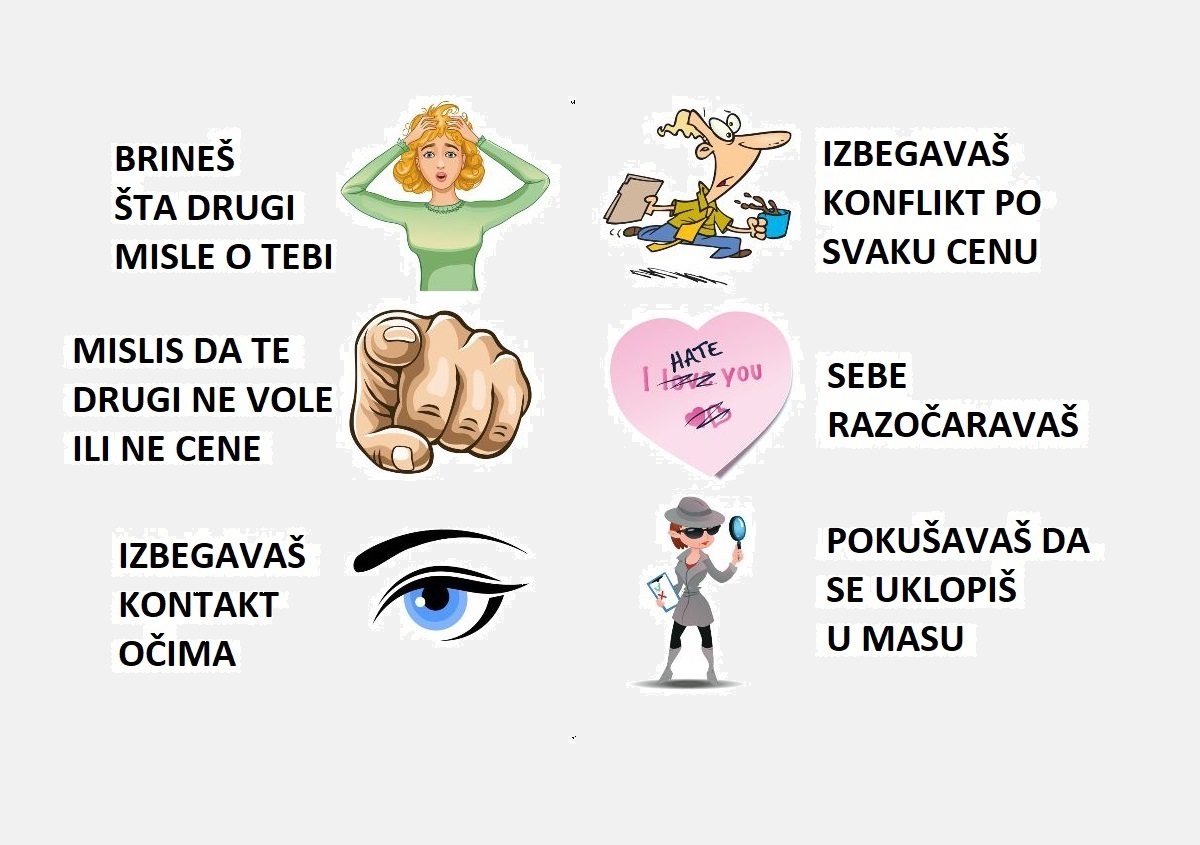 BRINEŠ
ŠTA DRUGI
MISLE O TEBI
IZBEGAVAŠ
KONFLIKT PO
SVAKU CENU
MISLIS DA TE
DRUGI NE VOLE
ILI NE CENE
HATE
I love you
SEBE
RAZOČARAVAŠ
IZBEGAVAŠ
KONTAKT
OČIMA
POKUŠAVAŠ DA
SE UKLOPIŠ
U MASU